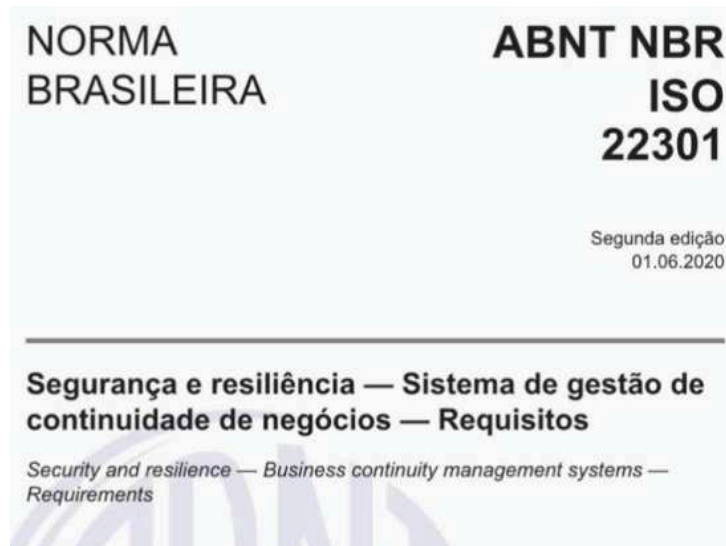 NORMA
BRASILEIRA
ABNT NBR
ISO
22301
Segunda edição
01.06.2020
Segurança e resiliência — Sistema de gestão de
continuidade de negócios — Requisitos
Security and resilience — Business continuity management systems —
Requirements